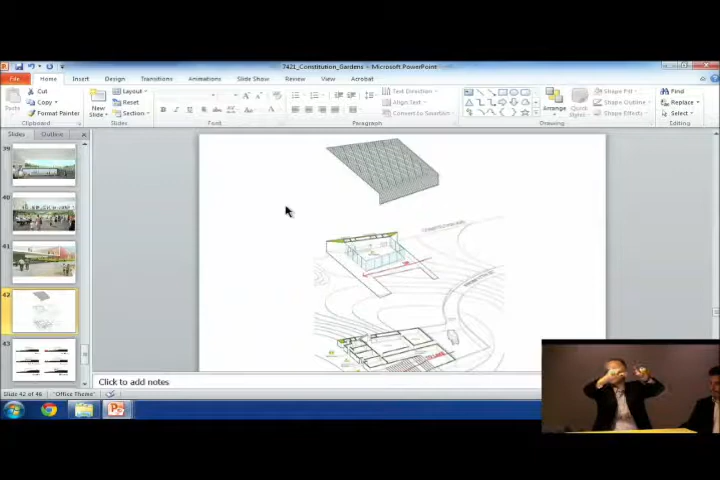 7421_Constitution_Gardens - Microsoft PowerPoint
File Home Insert Design Transitions Animations Slide Show Review View Acrobat
Cut
Copy
Format Painter
Paste
Clipboard
New
Slide
Layout
Reset
Section
Slides
Font
Text Direction
Align Text
Convert to SmartArt
Paragraph
Arrange
Quick
Styles
Shape Fill
Shape Outline
Shape Effects
Drawing
Find
Replace
Select
Editing
Slides Outline
39
40
41
42
43
Click to add notes
Slide 42 of 46 "Office Theme"